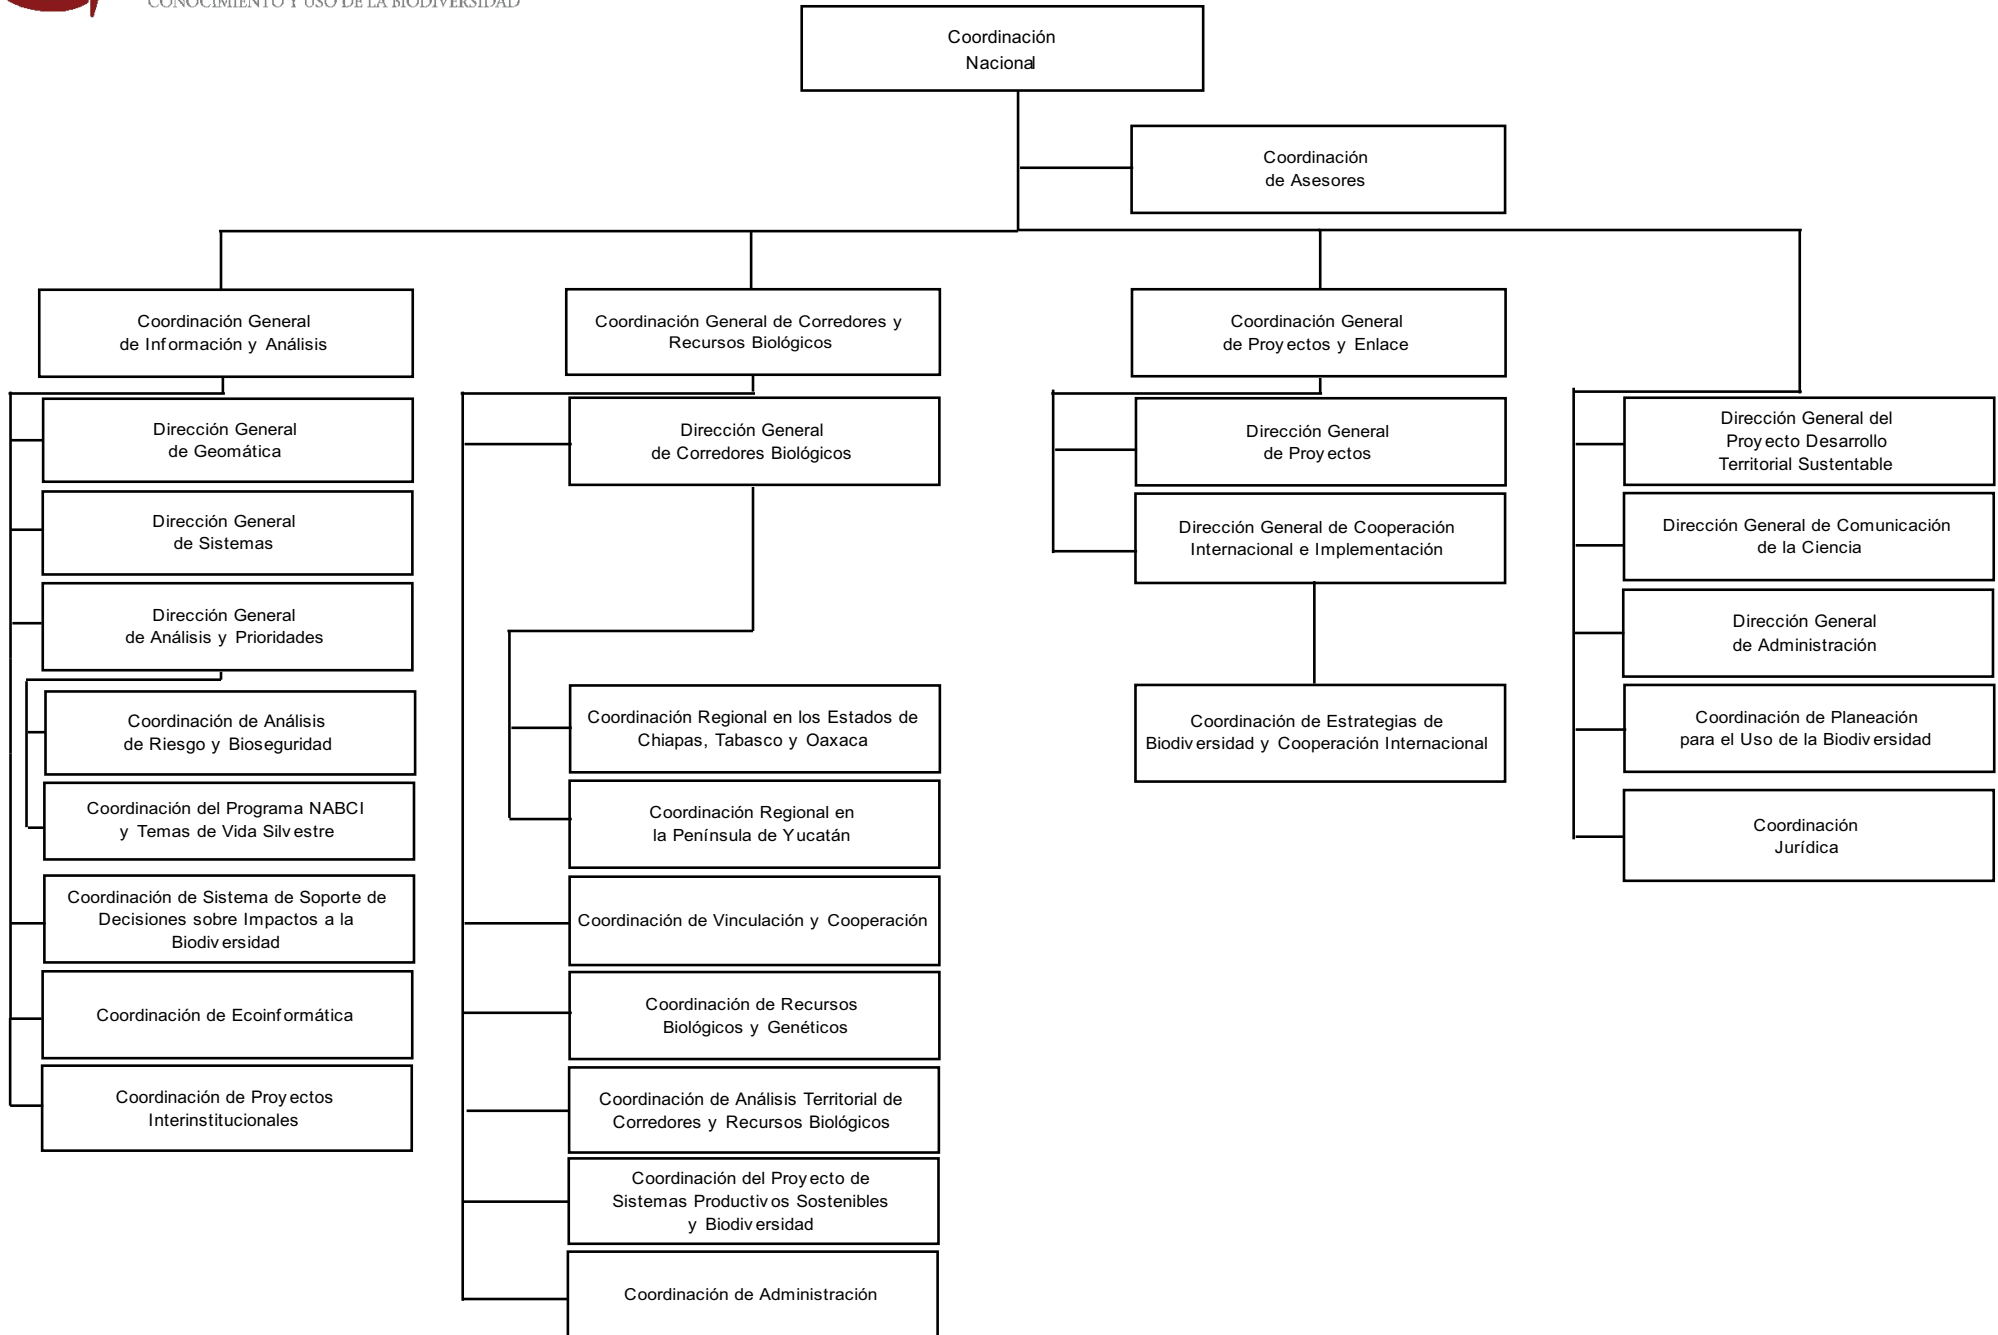 CONOCIMIENTO Y USO DE LA BIODIVERSIDAD
Coordinación
Nacional
Coordinación
de Asesores
Coordinación General
de Información y Análisis
Dirección General
de Geomática
Dirección General
de Sistemas
Dirección General
de Análisis y Prioridades
Coordinación de Análisis
de Riesgo y Bioseguridad
Coordinación del Programa NABCI
y Temas de Vida Silvestre
Coordinación de Sistema de Soporte de
Decisiones sobre Impactos a la
Biodiversidad
Coordinación de Ecoinformática
Coordinación de Proyectos
Interinstitucionales
Coordinación General de Corredores y
Recursos Biológicos
Dirección General
de Corredores Biológicos
Coordinación Regional en los Estados de
Chiapas, Tabasco y Oaxaca
Coordinación Regional en
la Península de Yucatán
Coordinación de Vinculación y Cooperación
Coordinación de Recursos
Biológicos y Genéticos
Coordinación de Análisis Territorial de
Corredores y Recursos Biológicos
Coordinación del Proyecto de
Sistemas Productivos Sostenibles
y Biodiversidad
Coordinación de Administración
Coordinación General
de Proyectos y Enlace
Dirección General
de Proyectos
Dirección General de Cooperación
Internacional e Implementación
Coordinación de Estrategias de
Biodiversidad y Cooperación Internacional
Dirección General del
Proyecto Desarrollo
Territorial Sustentable
Dirección General de Comunicación
de la Ciencia
Dirección General
de Administración
Coordinación de Planeación
para el Uso de la Biodiversidad
Coordinación
Jurídica